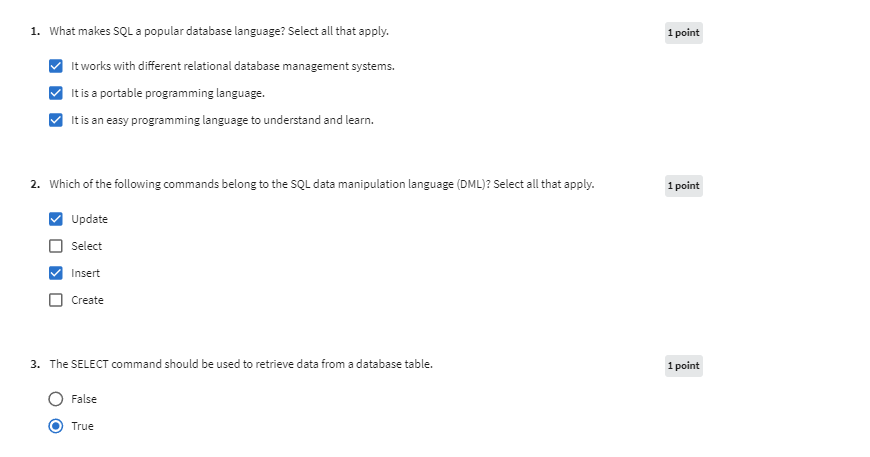 1. What makes SQL a popular database language? Select all that apply. 1 point
It works with different relational database management systems.
It is a portable programming language.
It is an easy programming language to understand and learn.
2. Which of the following commands belong to the SQL data manipulation language (DML)? Select all that apply. 1 point
Update
Select
Insert
Create
3. The SELECT command should be used to retrieve data from a database table. 1 point
False
True